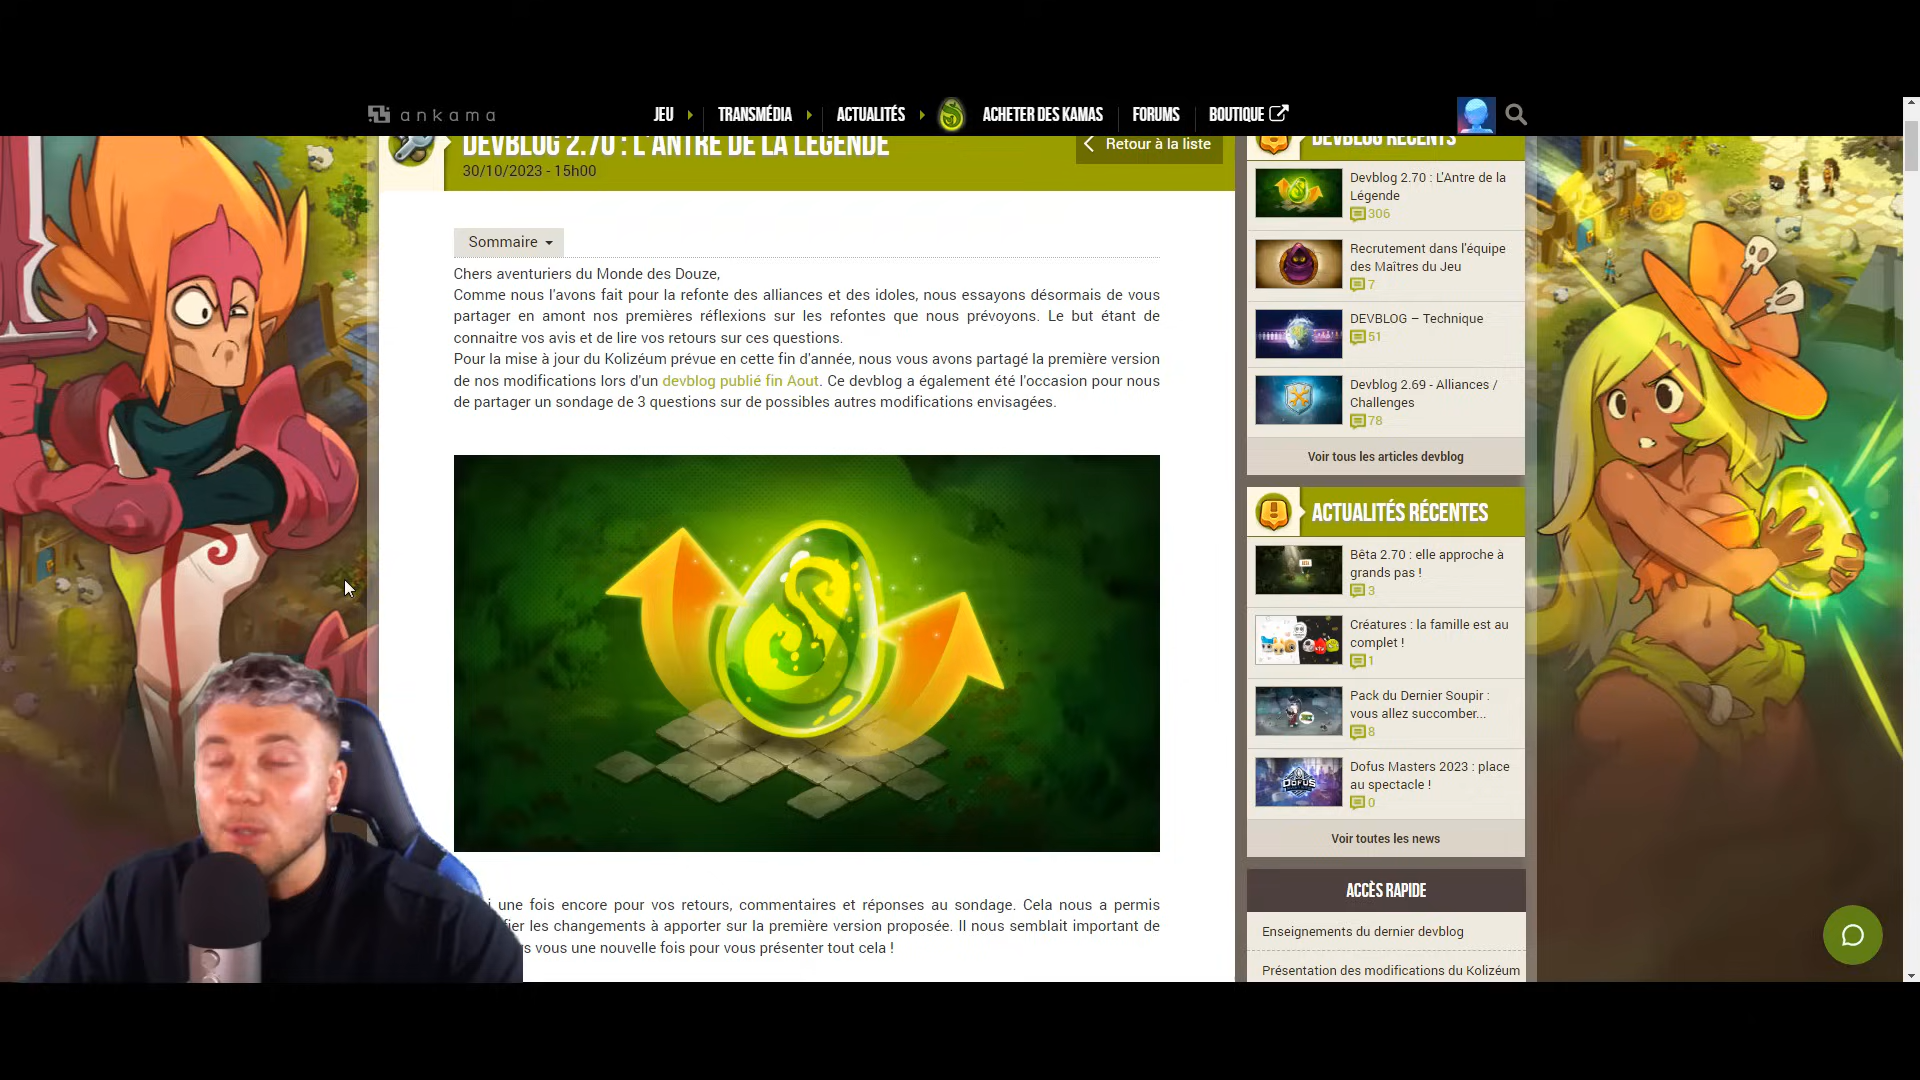 ankama
JEU
TRANSMÉDIA
ACTUALITÉS
ACHETER DES KAMAS
FORUMS
BOUTIQUE
DEVBLOG 2.70 : L'ANTRE DE LA LÉGENDE
30/10/2023 - 15h00
Retour à la liste
Sommaire
Chers aventuriers du Monde des Douze,
Comme nous l'avons fait pour la refonte des alliances et des idoles, nous essayons désormais de vous
partager en amont nos premières réflexions sur les refontes que nous prévoyons. Le but étant de
connaitre vos avis et de lire vos retours sur ces questions.
Pour la mise à jour du Kolizéum prévue en cette fin d'année, nous vous avons partagé la première version
de nos modifications lors d'un devblog publié fin Aout. Ce devblog a également été l'occasion pour nous
de partager un sondage de 3 questions sur de possibles autres modifications envisagées.
une fois encore pour vos retours, commentaires et réponses au sondage. Cela nous a permis
les changements à apporter sur la première version proposée. Il nous semblait important de
vous une nouvelle fois pour vous présenter tout cela !
DEVBLOG RÉCENTS
Devblog 2.70 : L'Antre de la
Légende
306
Recrutement dans l'équipe
des Maîtres du Jeu
7
DEVBLOG – Technique
51
Devblog 2.69 - Alliances /
Challenges
78
Voir tous les articles devblog
ACTUALITÉS RÉCENTES
Bêta 2.70 : elle approche à
grands pas !
3
Créatures : la famille est au
complet !
1
Pack du Dernier Soupir :
vous allez succomber...
8
DOFUS
Dofus Masters 2023 : place
au spectacle !
0
Voir toutes les news
ACCÈS RAPIDE
Enseignements du dernier devblog
Présentation des modifications du Kolizéum